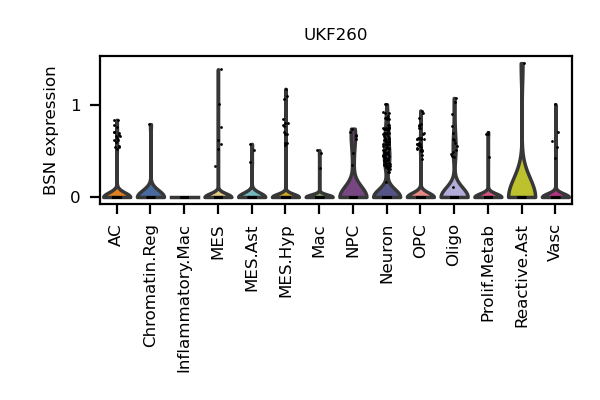 UKF260
BSN expression
1
0
AC
Chromatin.Reg
Inflammatory.Mac
MES
MES.Ast
MES.Hyp
Mac
NPC
Neuron
OPC
Oligo
Prolif.Metab
Reactive.Ast
Vasc